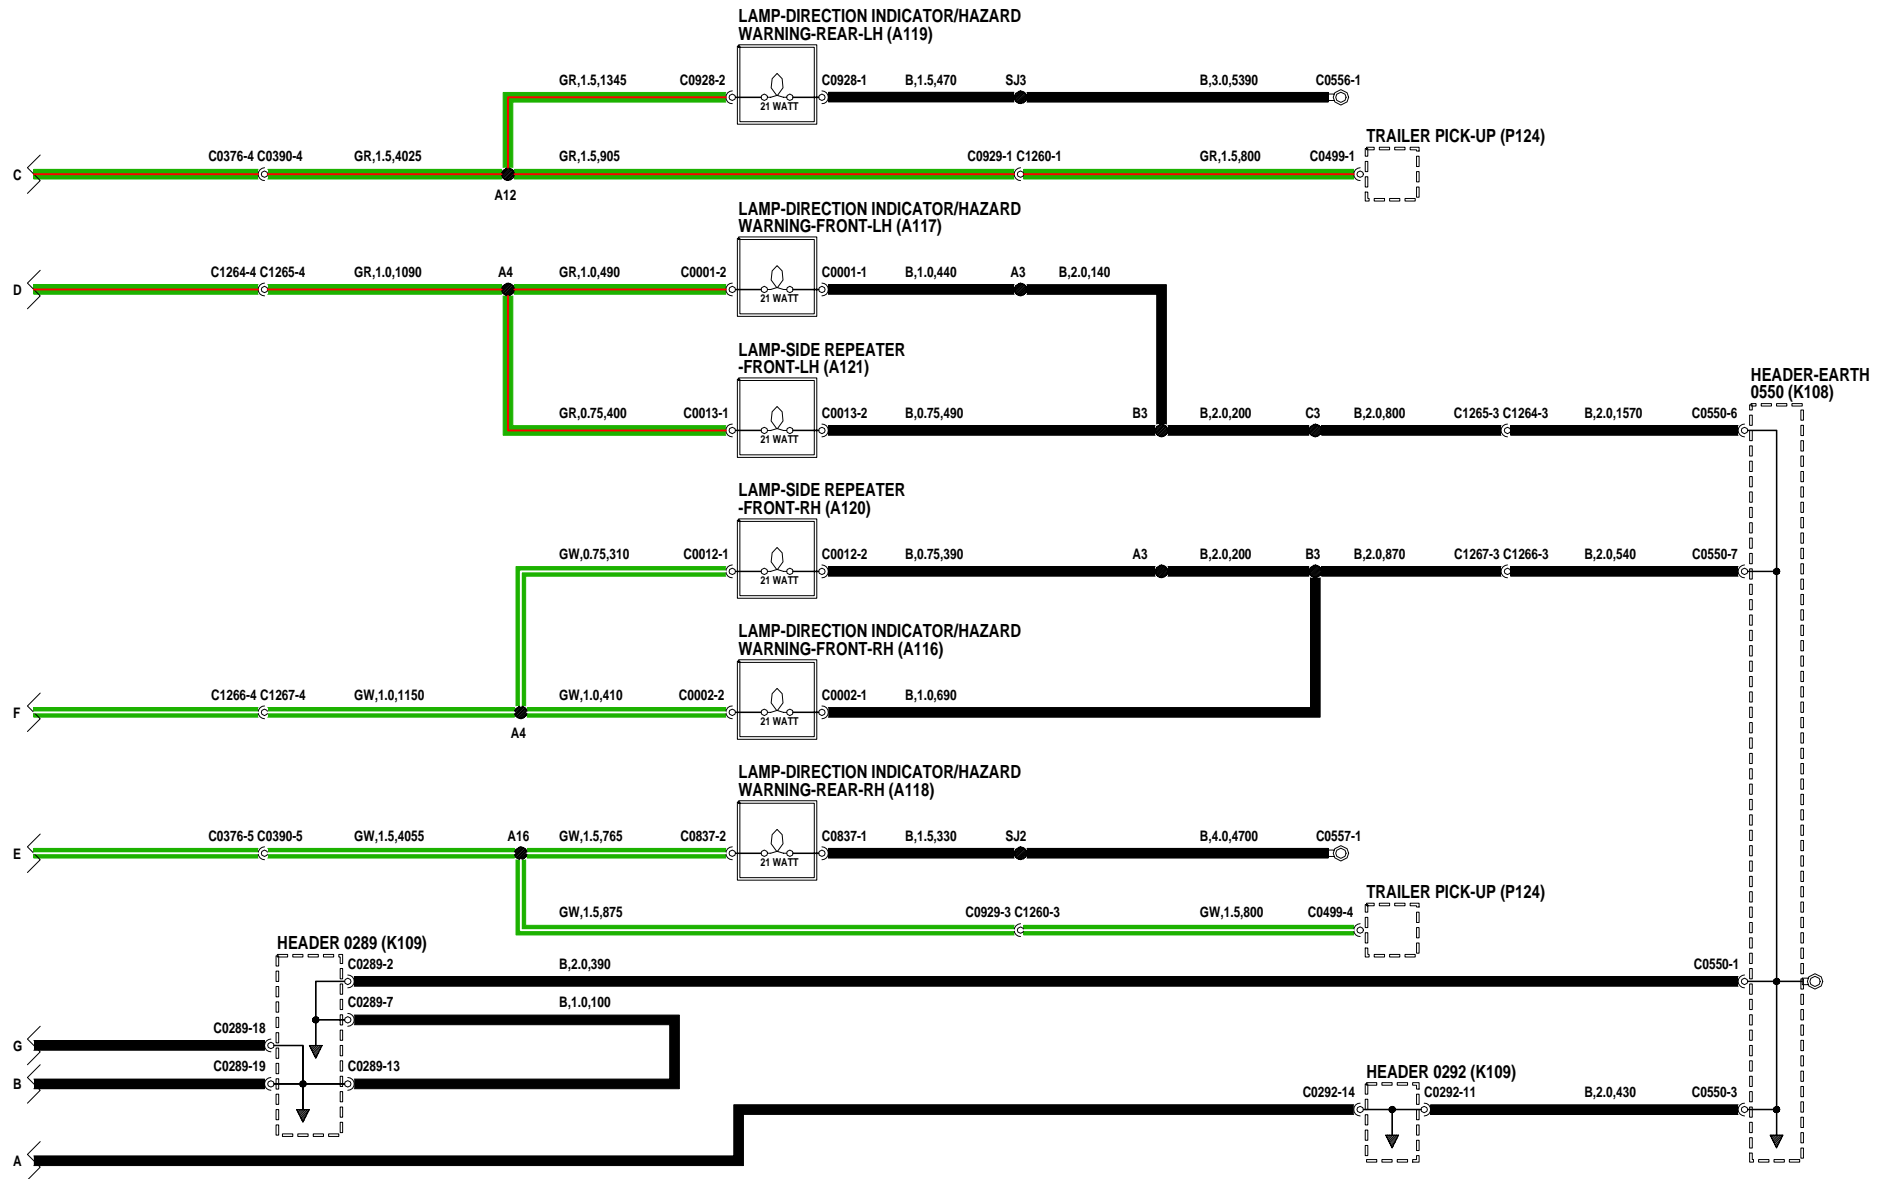 LAMP-DIRECTION INDICATOR/HAZARD
WARNING-REAR-LH (A119)
GR,1.5,1345
C0928-2
21 WATT
C0928-1
B,1.5,470
SJ3
B,3.0,5390
C0556-1
TRAILER PICK-UP (P124)
C
C0376-4 C0390-4
GR,1.5,4025
GR,1.5,905
C0929-1 C1260-1
GR,1.5,800
C0499-1
A12
LAMP-DIRECTION INDICATOR/HAZARD
WARNING-FRONT-LH (A117)
D
C1264-4 C1265-4
GR,1.0,1090
A4
GR,1.0,490
C0001-2
21 WATT
C0001-1
B,1.0,440
A3
B,2.0,140
LAMP-SIDE REPEATER
-FRONT-LH (A121)
HEADER-EARTH
0550 (K108)
GR,0.75,400
C0013-1
21 WATT
C0013-2
B,0.75,490
B3
B,2.0,200
C3
B,2.0,800
C1265-3 C1264-3
B,2.0,1570
C0550-6
LAMP-SIDE REPEATER
-FRONT-RH (A120)
GW,0.75,310
C0012-1
21 WATT
C0012-2
B,0.75,390
A3
B,2.0,200
B3
B,2.0,870
C1267-3 C1266-3
B,2.0,540
C0550-7
LAMP-DIRECTION INDICATOR/HAZARD
WARNING-FRONT-RH (A116)
F
C1266-4 C1267-4
GW,1.0,1150
GW,1.0,410
C0002-2
21 WATT
C0002-1
B,1.0,690
A4
LAMP-DIRECTION INDICATOR/HAZARD
WARNING-REAR-RH (A118)
E
C0376-5 C0390-5
GW,1.5,4055
A16
GW,1.5,765
C0837-2
21 WATT
C0837-1
B,1.5,330
SJ2
B,4.0,4700
C0557-1
TRAILER PICK-UP (P124)
GW,1.5,875
C0929-3 C1260-3
GW,1.5,800
C0499-4
HEADER 0289 (K109)
C0289-2
B,2.0,390
C0550-1
C0289-7
B,1.0,100
G
C0289-18
B
C0289-19
C0289-13
HEADER 0292 (K109)
C0292-14
C0292-11
B,2.0,430
C0550-3
A